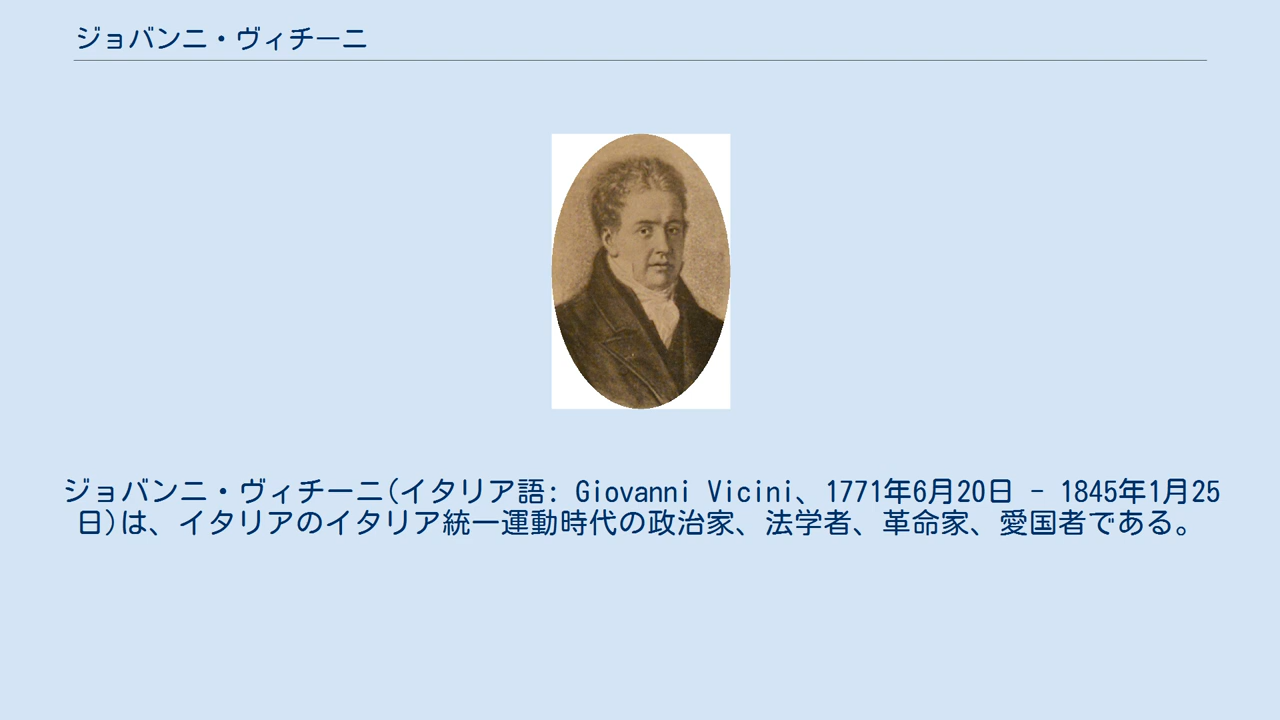 ジョバンニ・ヴィチーニ
ジョバンニ・ヴィチーニ(イタリア語: Giovanni Vicini、1771年6月20日 - 1845年1月25
日)は、イタリアのイタリア統一運動時代の政治家、法学者、革命家、愛国者である。